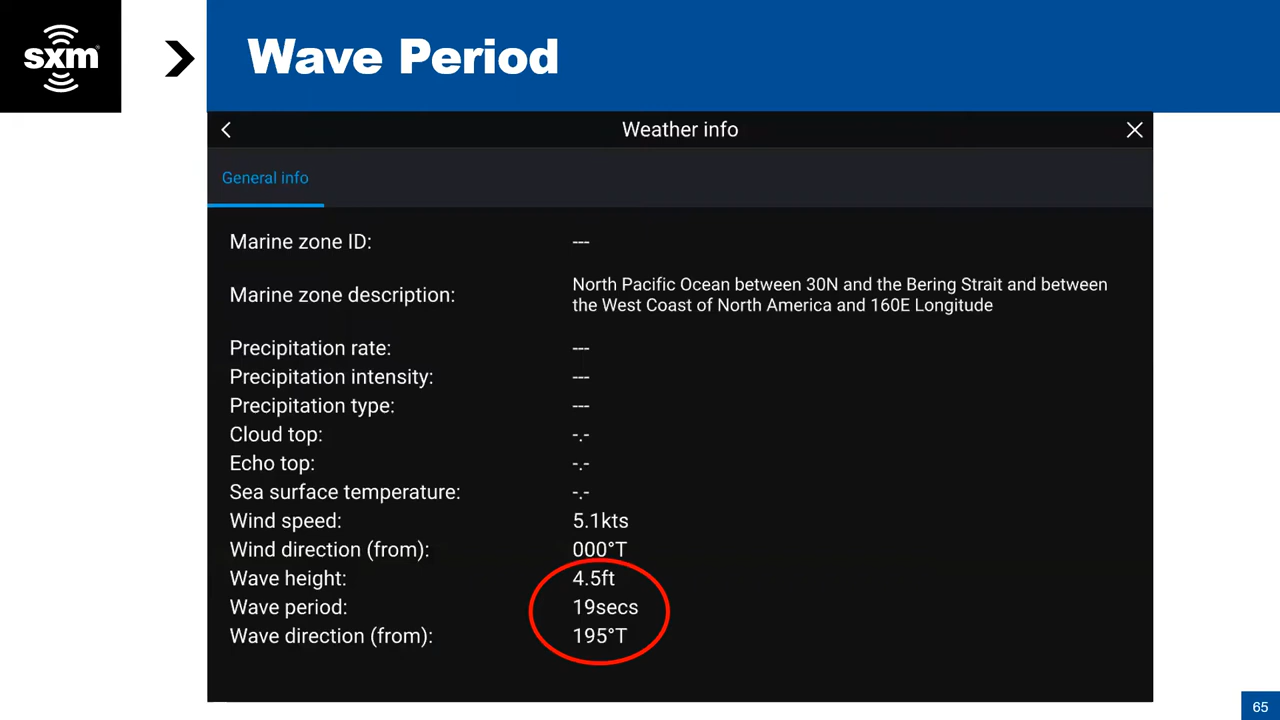 sxm
Wave Period
Weather info
General info
Marine zone ID: ---
Marine zone description: North Pacific Ocean between 30N and the Bering Strait and between
the West Coast of North America and 160E Longitude
Precipitation rate: ---
Precipitation intensity: ---
Precipitation type: ---
Cloud top: -.-
Echo top: -.-
Sea surface temperature: -.-
Wind speed: 5.1kts
Wind direction (from): 000°T
Wave height: 4.5ft
Wave period: 19secs
Wave direction (from): 195°T
65